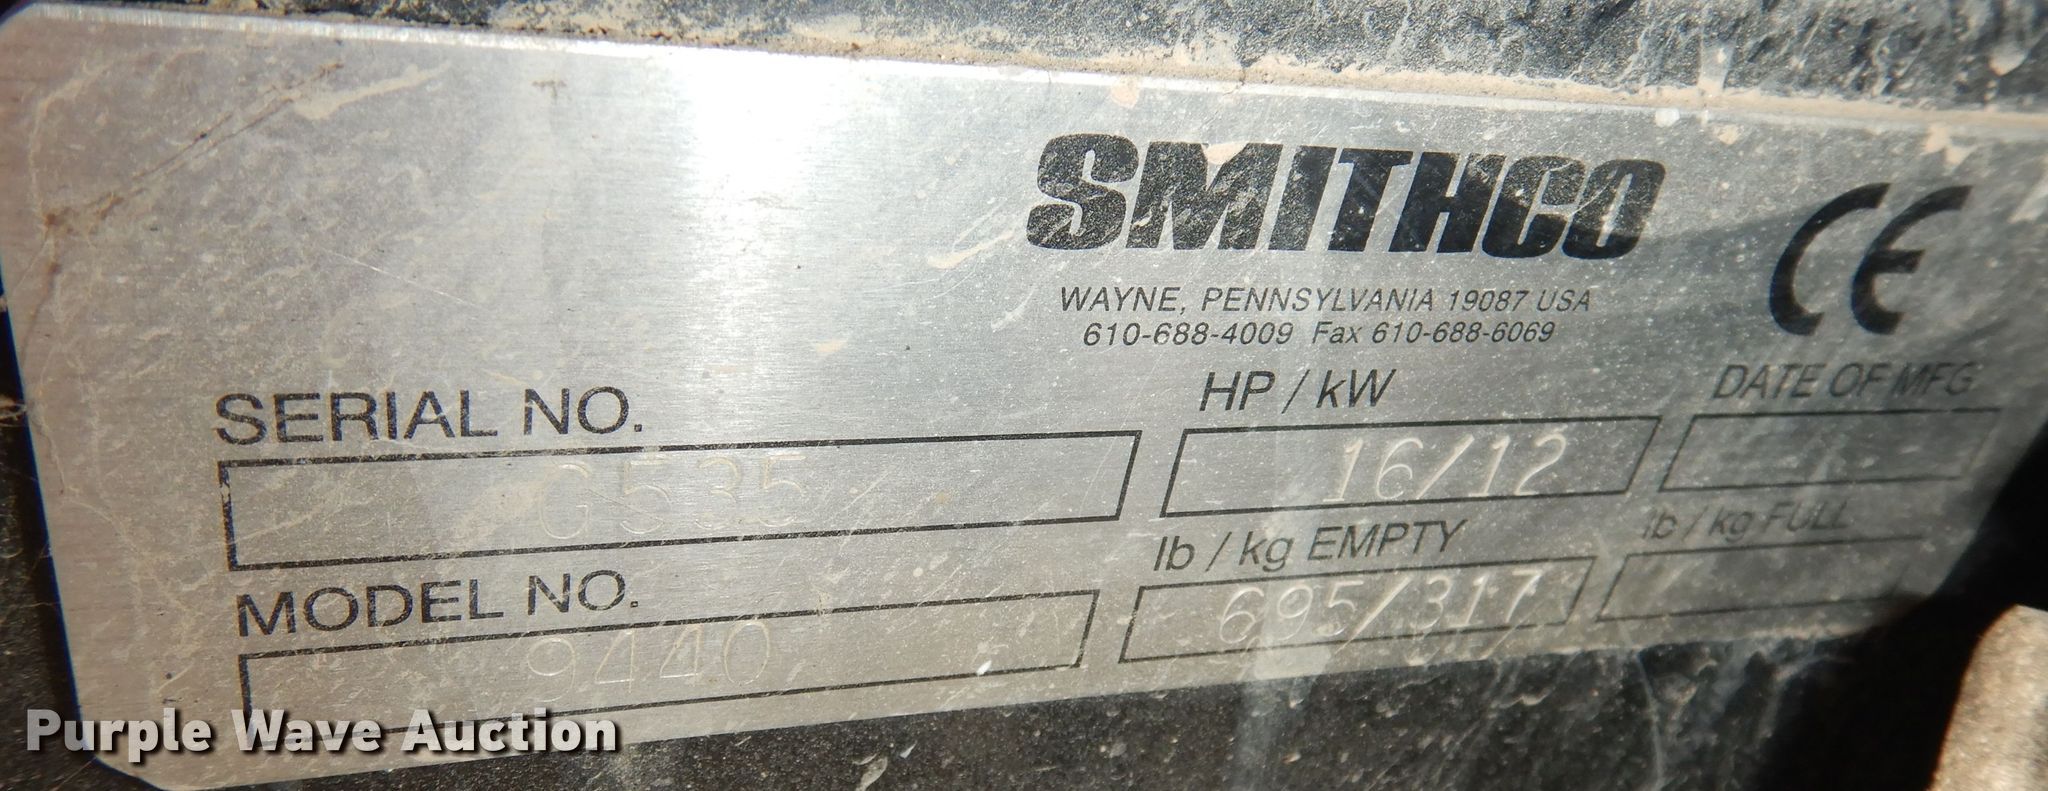 SMITHCO
CE
WAYNE, PENNSYLVANIA 19087 USA
610-688-4009 Fax 610-688-6069
SERIAL NO. HP / kW DATE OF MFG
G535 16/12
MODEL NO. lb / kg EMPTY lb / kg FULL
9440 695/317 /
Purple Wave Auction